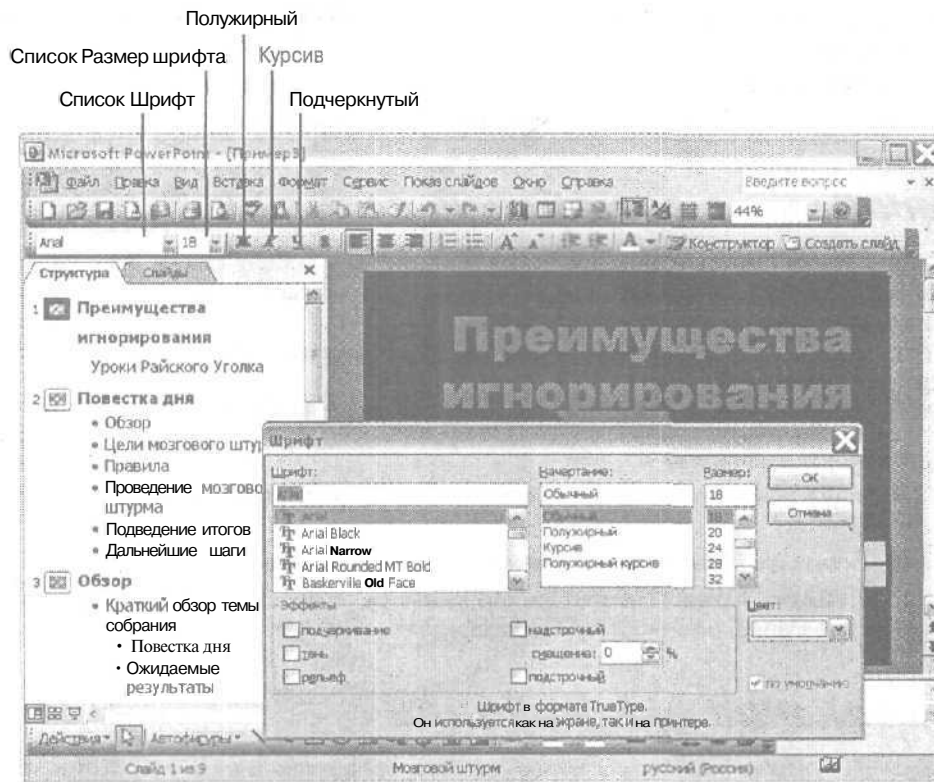 Полужирный
Список Размер шрифта
Курсив
Список Шрифт
Подчеркнутый
Microsoft PowerPoint - [Пример3]
Файл Правка Вид Вставка Формат Сервис Показ слайдов Окно Справка
Введите вопрос
44%
Arial 18 Ж К Ч S
Конструктор Создать слайд
Структура Слайды
1 Преимущества
игнорирования
Уроки Райского Уголка
2 Повестка дня
• Обзор
• Цели мозгового
• Правила
• Проведение
штурма
• Подведение итогов
• Дальнейшие шаги
3 Обзор
• Краткий обзор темы
собрания
• Повестка дня
• Ожидаемые
результаты
Преимущества
игнорирования
Шрифт
Шрифт:
Начертание:
Размер:
Обычный
18
ОК
Отмена
Arial
Arial Black
Arial Narrow
Arial Rounded MT Bold
Baskerville Old Face
Обычный
Полужирный
Курсив
Полужирный курсив
18
20
24
28
32
Эффекты
подчеркивание
тень
рельеф
надстрочный
смещение: 0 %
подстрочный
Цвет:
по умолчанию
Шрифт в формате TrueType.
Он используется как на экране, так и на принтере.
Действия Автофигуры
Слайд 1 из 9
Мозговой штурм
русский (Россия)